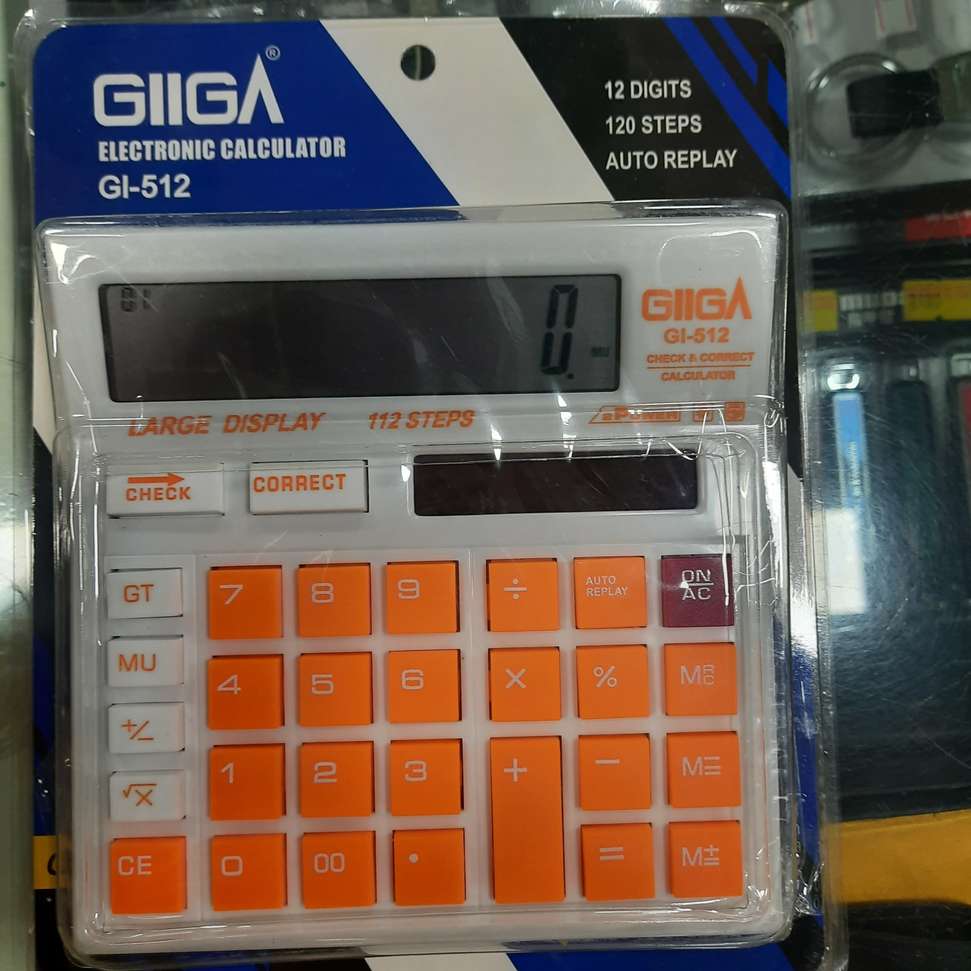 GIIGA®
ELECTRONIC CALCULATOR
GI-512
12 DIGITS
120 STEPS
AUTO REPLAY
0.
GIIGA
GI-512
CHECK & CORRECT
CALCULATOR
LARGE DISPLAY 112 STEPS
CHECK CORRECT
GT 7 8 9 ÷ AUTO REPLAY ON/AC
MU 4 5 6 × % MRC
+/- 1 2 3 + − M=
√x
CE 0 00 • = M±